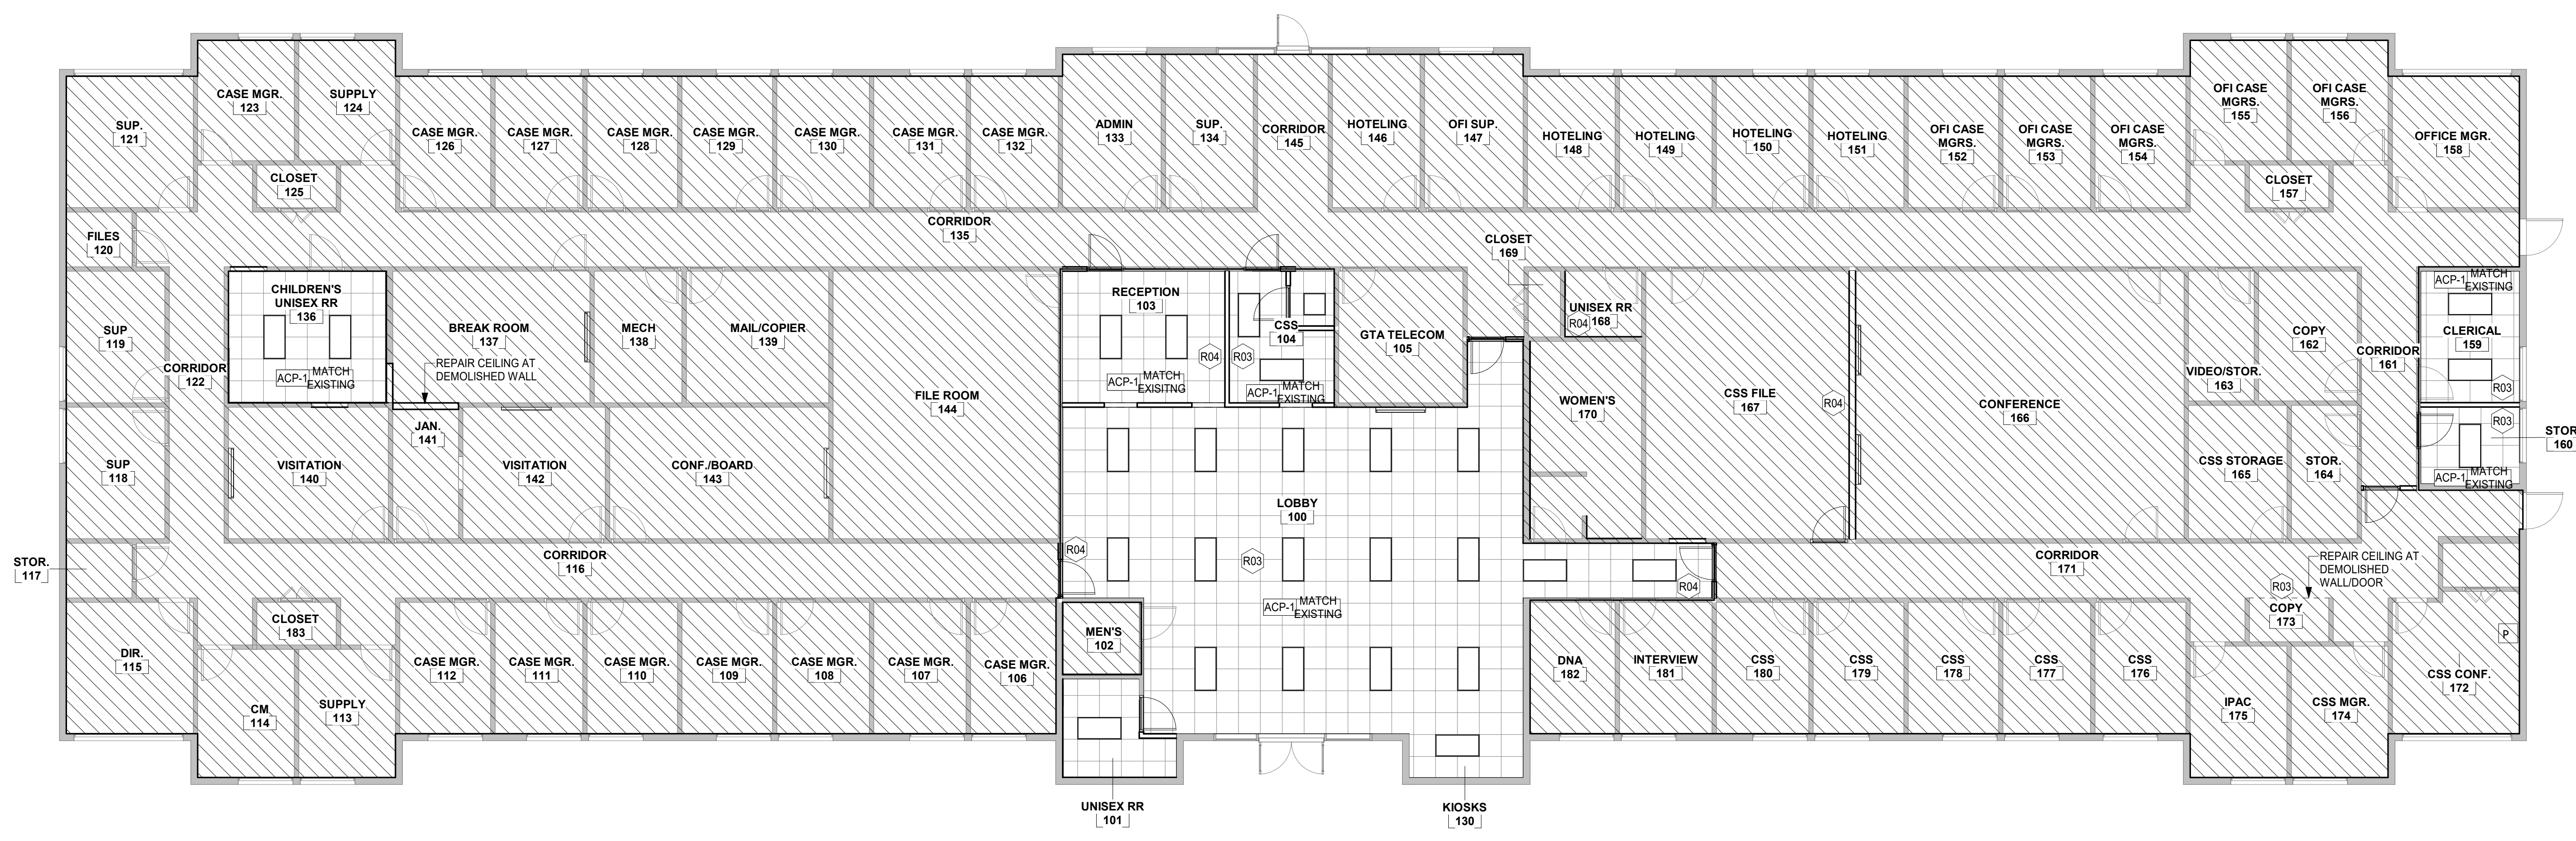 CASE MGR.
123
SUPPLY
124
SUP.
121
CASE MGR.
126
CASE MGR.
127
CASE MGR.
128
CASE MGR.
129
CASE MGR.
130
CASE MGR.
131
CASE MGR.
132
ADMIN
133
SUP.
134
CORRIDOR
145
HOTELING
146
OFI SUP.
147
HOTELING
148
HOTELING
149
HOTELING
150
HOTELING
151
OFI CASE
MGRS.
152
OFI CASE
MGRS.
153
OFI CASE
MGRS.
154
OFI CASE
MGRS.
155
OFI CASE
MGRS.
156
OFFICE MGR.
158
CLOSET
125
CLOSET
157
FILES
120
CORRIDOR
135
CLOSET
169
CHILDREN'S
UNISEX RR
136
ACP-1
MATCH
EXISTING
BREAK ROOM
137
REPAIR CEILING AT
DEMOLISHED WALL
MECH
138
MAIL/COPIER
139
FILE ROOM
144
RECEPTION
103
R04
ACP-1
MATCH
EXISITNG
CSS
104
R03
ACP-1
MATCH
EXISTING
GTA TELECOM
105
UNISEX RR
168
R04
WOMEN'S
170
CSS FILE
167
R04
CONFERENCE
166
VIDEO/STOR.
163
COPY
162
CORRIDOR
161
ACP-1
MATCH
EXISTING
CLERICAL
159
R03
R03
STOR.
160
ACP-1
MATCH
EXISTING
SUP
119
CORRIDOR
122
SUP
118
VISITATION
140
JAN.
141
VISITATION
142
CONF./BOARD
143
LOBBY
100
R03
R04
ACP-1
MATCH
EXISTING
CSS STORAGE
165
STOR.
164
STOR.
117
CORRIDOR
116
R04
CORRIDOR
171
REPAIR CEILING AT
DEMOLISHED
WALL/DOOR
R03
COPY
173
P
CSS CONF.
172
DIR.
115
CLOSET
183
CM
114
SUPPLY
113
CASE MGR.
112
CASE MGR.
111
CASE MGR.
110
CASE MGR.
109
CASE MGR.
108
CASE MGR.
107
CASE MGR.
106
MEN'S
102
DNA
182
INTERVIEW
181
CSS
180
CSS
179
CSS
178
CSS
177
CSS
176
IPAC
175
CSS MGR.
174
UNISEX RR
101
KIOSKS
130